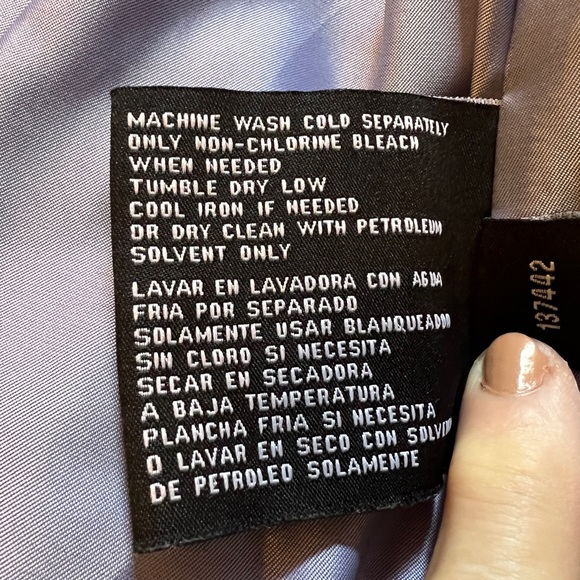 MACHINE WASH COLD SEPARATELY
ONLY NON-CHLORINE BLEACH
WHEN NEEDED
TUMBLE DRY LOW
COOL IRON IF NEEDED
OR DRY CLEAN WITH PETROLEUM
SOLVENT ONLY
LAVAR EN LAVADORA CON AGUA
FRIA POR SEPARADO
SOLAMENTE USAR BLANQUEADOR
SIN CLORO SI NECESITA
SECAR EN SECADORA
A BAJA TEMPERATURA
PLANCHA FRIA SI NECESITA
O LAVAR EN SECO CON
DE PETROLEO SOLAMENTE
137442